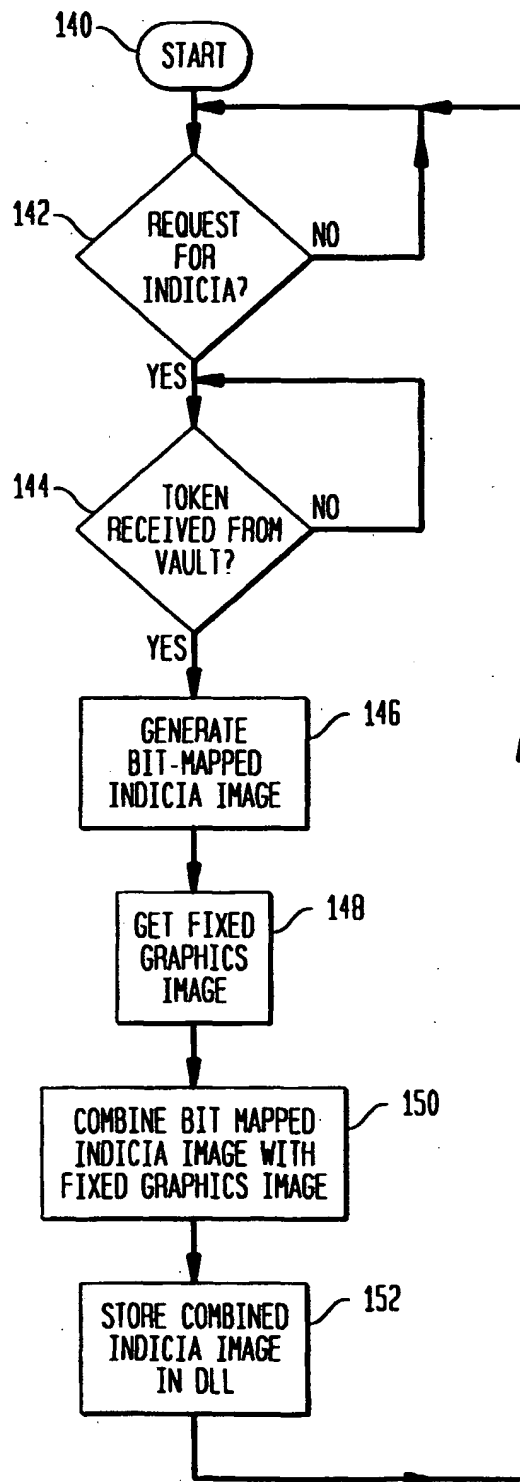 140
START
142
REQUEST
FOR
INDICIA?
NO
YES
144
TOKEN
RECEIVED FROM
VAULT?
NO
YES
146
GENERATE
BIT-MAPPED
INDICIA IMAGE
148
GET FIXED
GRAPHICS
IMAGE
150
COMBINE BIT MAPPED
INDICIA IMAGE WITH
FIXED GRAPHICS IMAGE
152
STORE COMBINED
INDICIA IMAGE
IN DLL